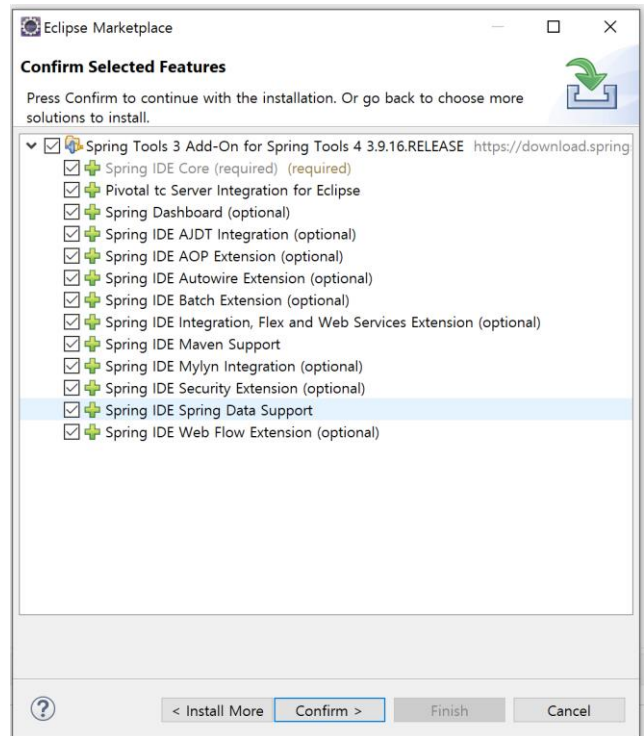 Eclipse Marketplace
Confirm Selected Features
Press Confirm to continue with the installation. Or go back to choose more
solutions to install.
Spring Tools 3 Add-On for Spring Tools 4 3.9.16.RELEASE https://download.spring
Spring IDE Core (required) (required)
Pivotal tc Server Integration for Eclipse
Spring Dashboard (optional)
Spring IDE AJDT Integration (optional)
Spring IDE AOP Extension (optional)
Spring IDE Autowire Extension (optional)
Spring IDE Batch Extension (optional)
Spring IDE Integration, Flex and Web Services Extension (optional)
Spring IDE Maven Support
Spring IDE Mylyn Integration (optional)
Spring IDE Security Extension (optional)
Spring IDE Spring Data Support
Spring IDE Web Flow Extension (optional)
? < Install More Confirm > Finish Cancel